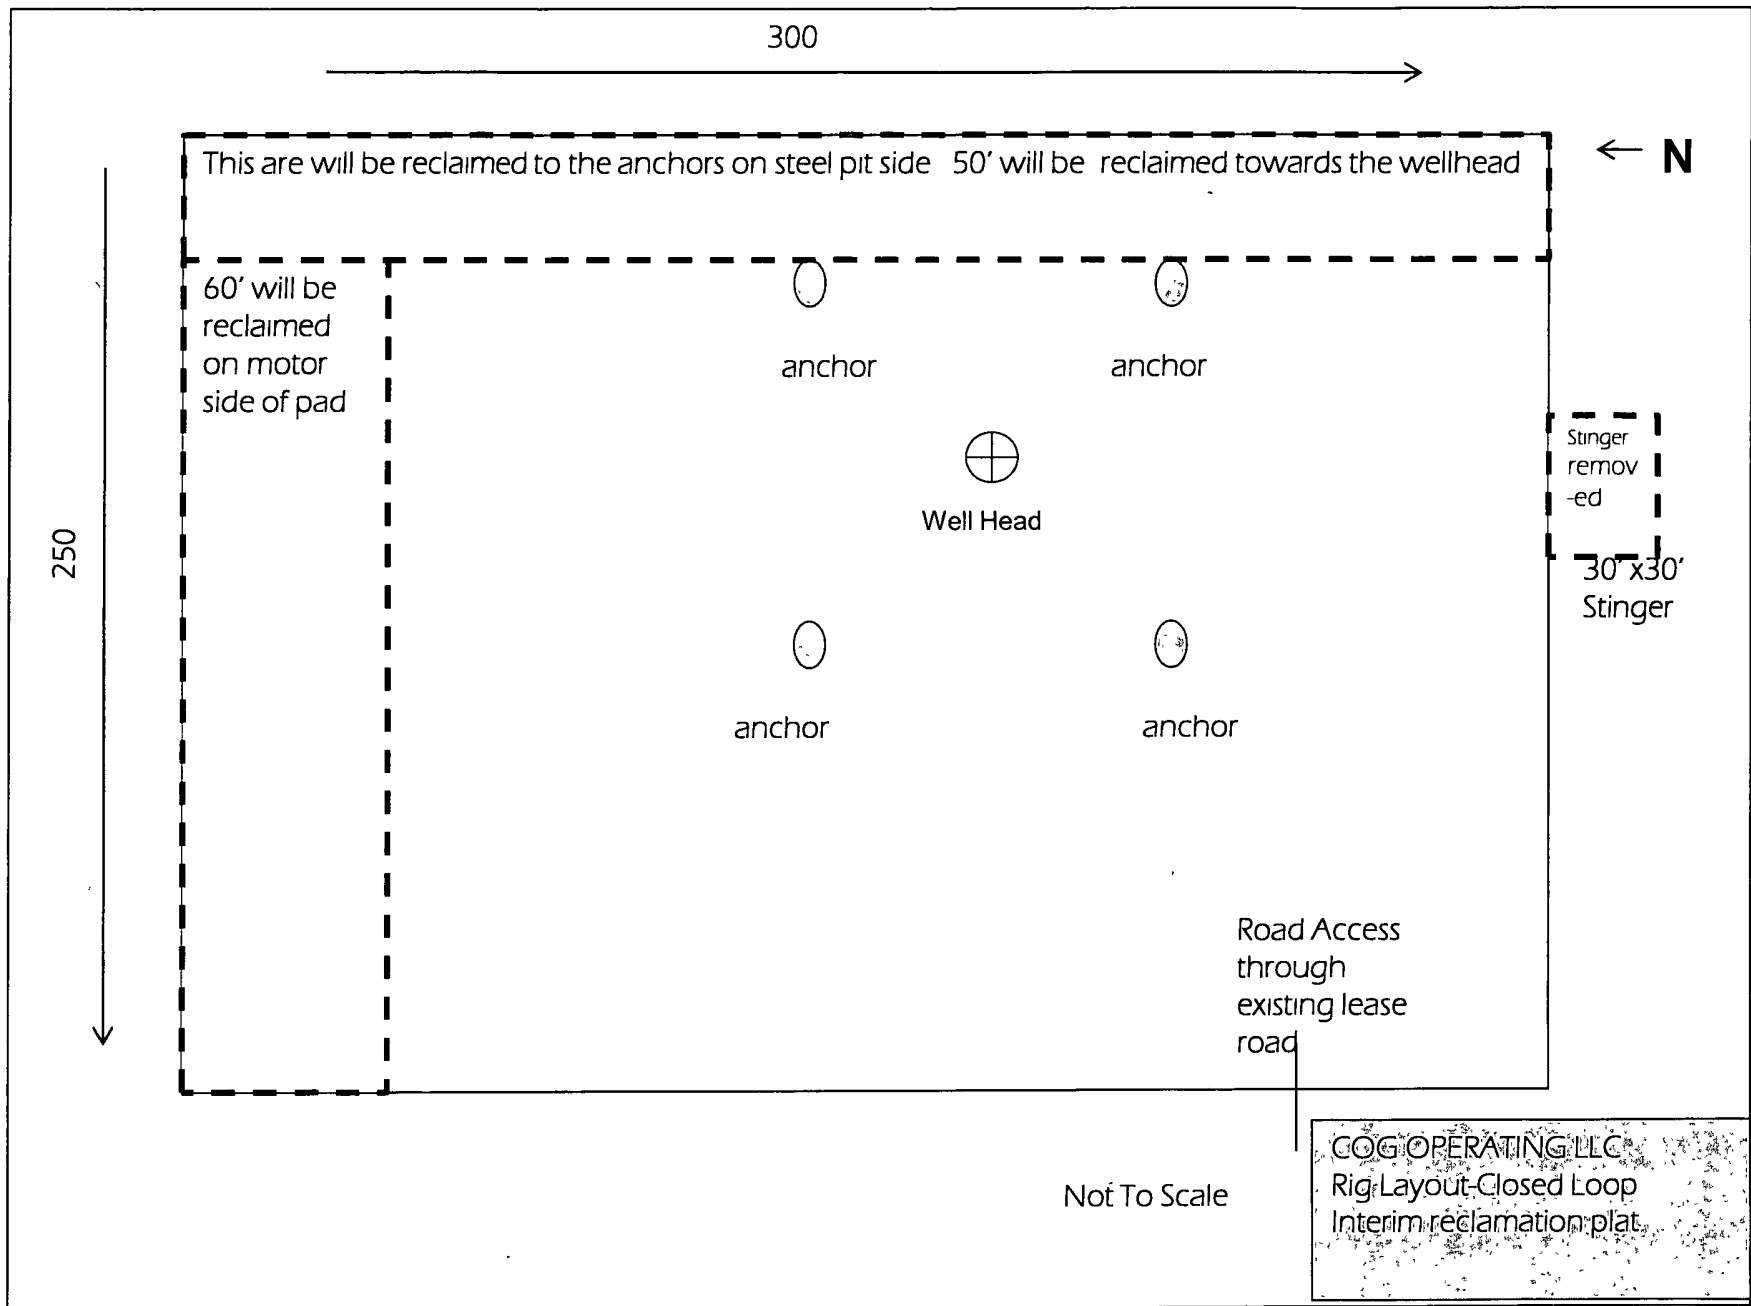 300
This are will be reclaimed to the anchors on steel pit side 50' will be reclaimed towards the wellhead
N
60' will be
reclaimed
on motor
side of pad
anchor
anchor
Stinger
remov
-ed
Well Head
250
30' x30'
Stinger
anchor
anchor
Road Access
through
existing lease
road
COG OPERATING LLC
Rig Layout-Closed Loop
Interim reclamation plat
Not To Scale